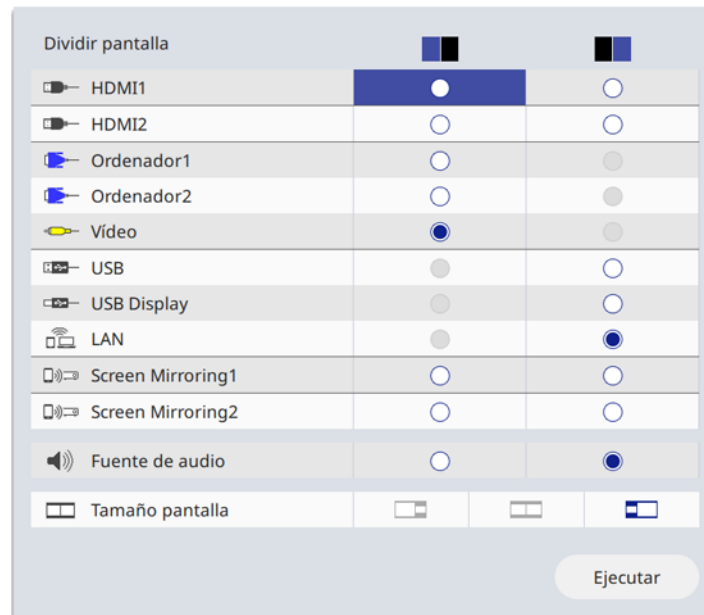 Dividir pantalla
HDMI1
HDMI2
Ordenador1
Ordenador2
Vídeo
USB
USB Display
LAN
Screen Mirroring1
Screen Mirroring2
Fuente de audio
Tamaño pantalla
Ejecutar